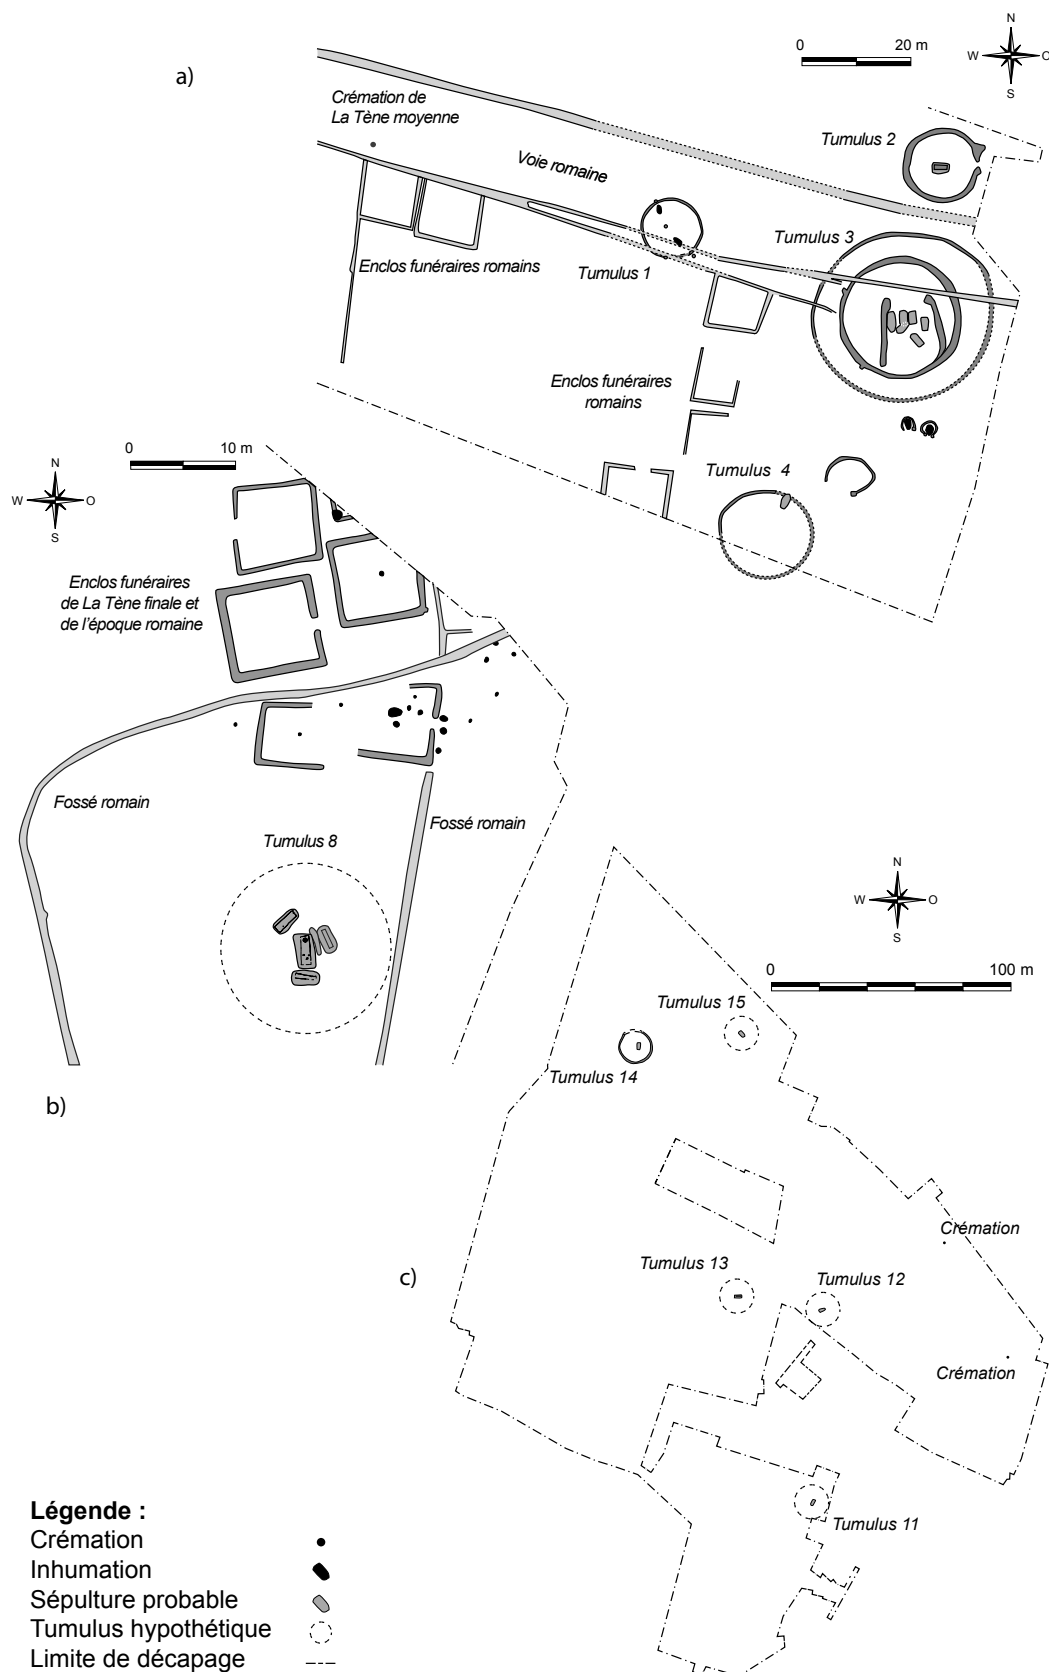 a)
0 20 m
N
W O
S
Crémation de
La Tène moyenne
Voie romaine
Tumulus 2
Tumulus 3
Enclos funéraires romains
Tumulus 1
Enclos funéraires
romains
Tumulus 4
0 10 m
N
W O
S
Enclos funéraires
de La Tène finale et
de l'époque romaine
Fossé romain
Fossé romain
Tumulus 8
b)
N
W O
S
0 100 m
Tumulus 15
Tumulus 14
Crémation
Tumulus 13
Tumulus 12
c)
Crémation
Tumulus 11
Légende :
Crémation
Inhumation
Sépulture probable
Tumulus hypothétique
Limite de décapage